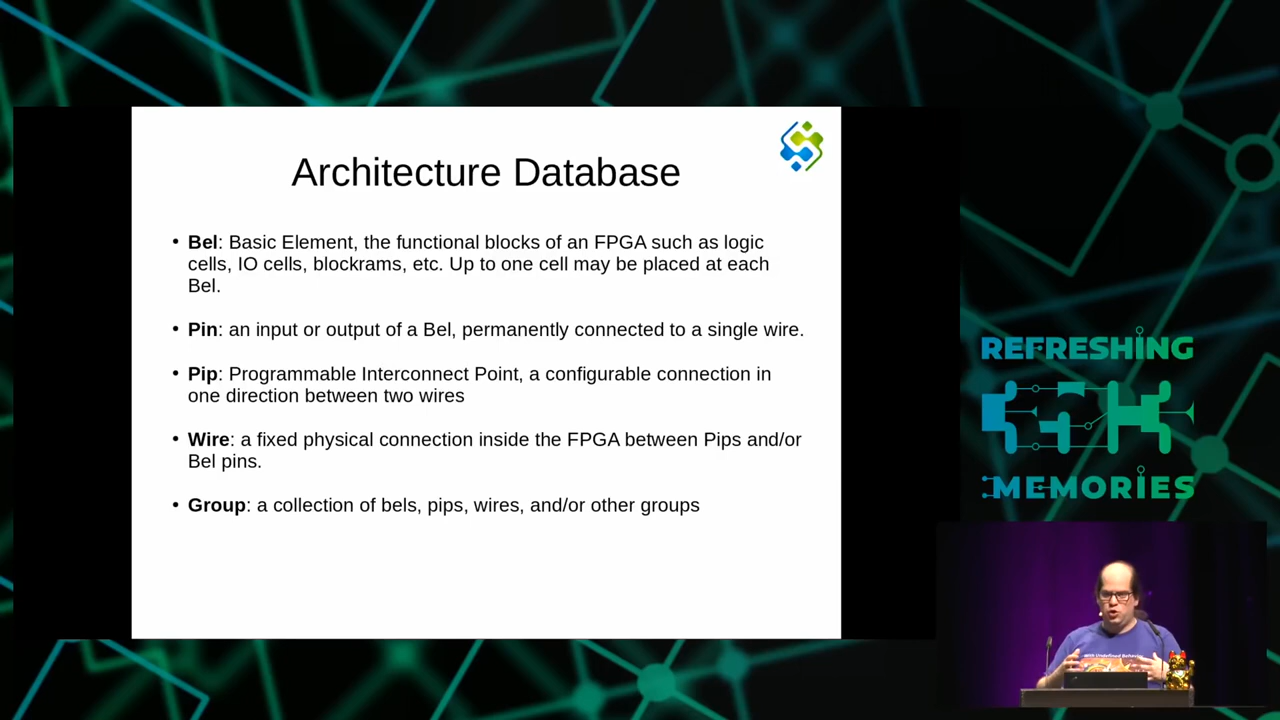 Architecture Database
• Bel: Basic Element, the functional blocks of an FPGA such as logic
cells, IO cells, blockrams, etc. Up to one cell may be placed at each
Bel.
• Pin: an input or output of a Bel, permanently connected to a single wire.
• Pip: Programmable Interconnect Point, a configurable connection in
one direction between two wires
• Wire: a fixed physical connection inside the FPGA between Pips and/or
Bel pins.
• Group: a collection of bels, pips, wires, and/or other groups
REFRESHING
MEMORIES
With Undefined Behavior